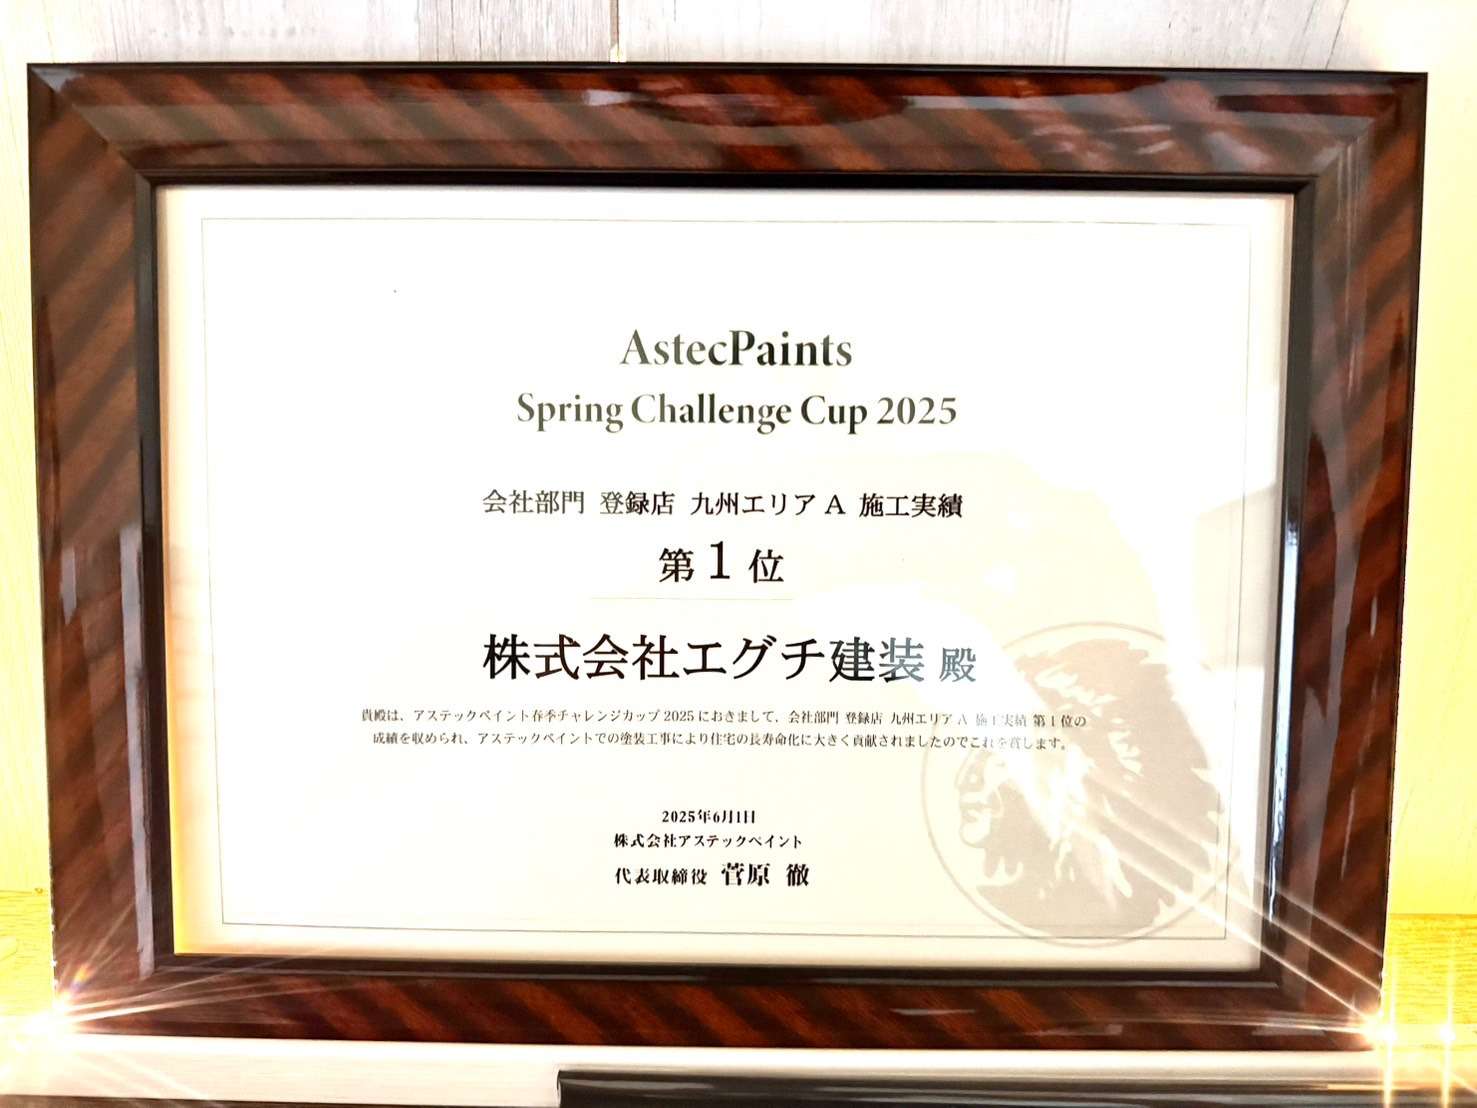 AstecPaints
Spring Challenge Cup 2025
会社部門 登録店 九州エリア A 施工実績
第 1 位
株式会社エグチ建装 殿
貴殿は、アステックペイント春季チャレンジカップ 2025 におきまして、会社部門 登録店 九州エリア A 施工実績 第 1 位の
成績を収められ、アステックペイントでの塗装工事により住宅の長寿命化に大きく貢献されましたのでこれを賞します。
2025年6月1日
株式会社アステックペイント
代表取締役 菅原 徹